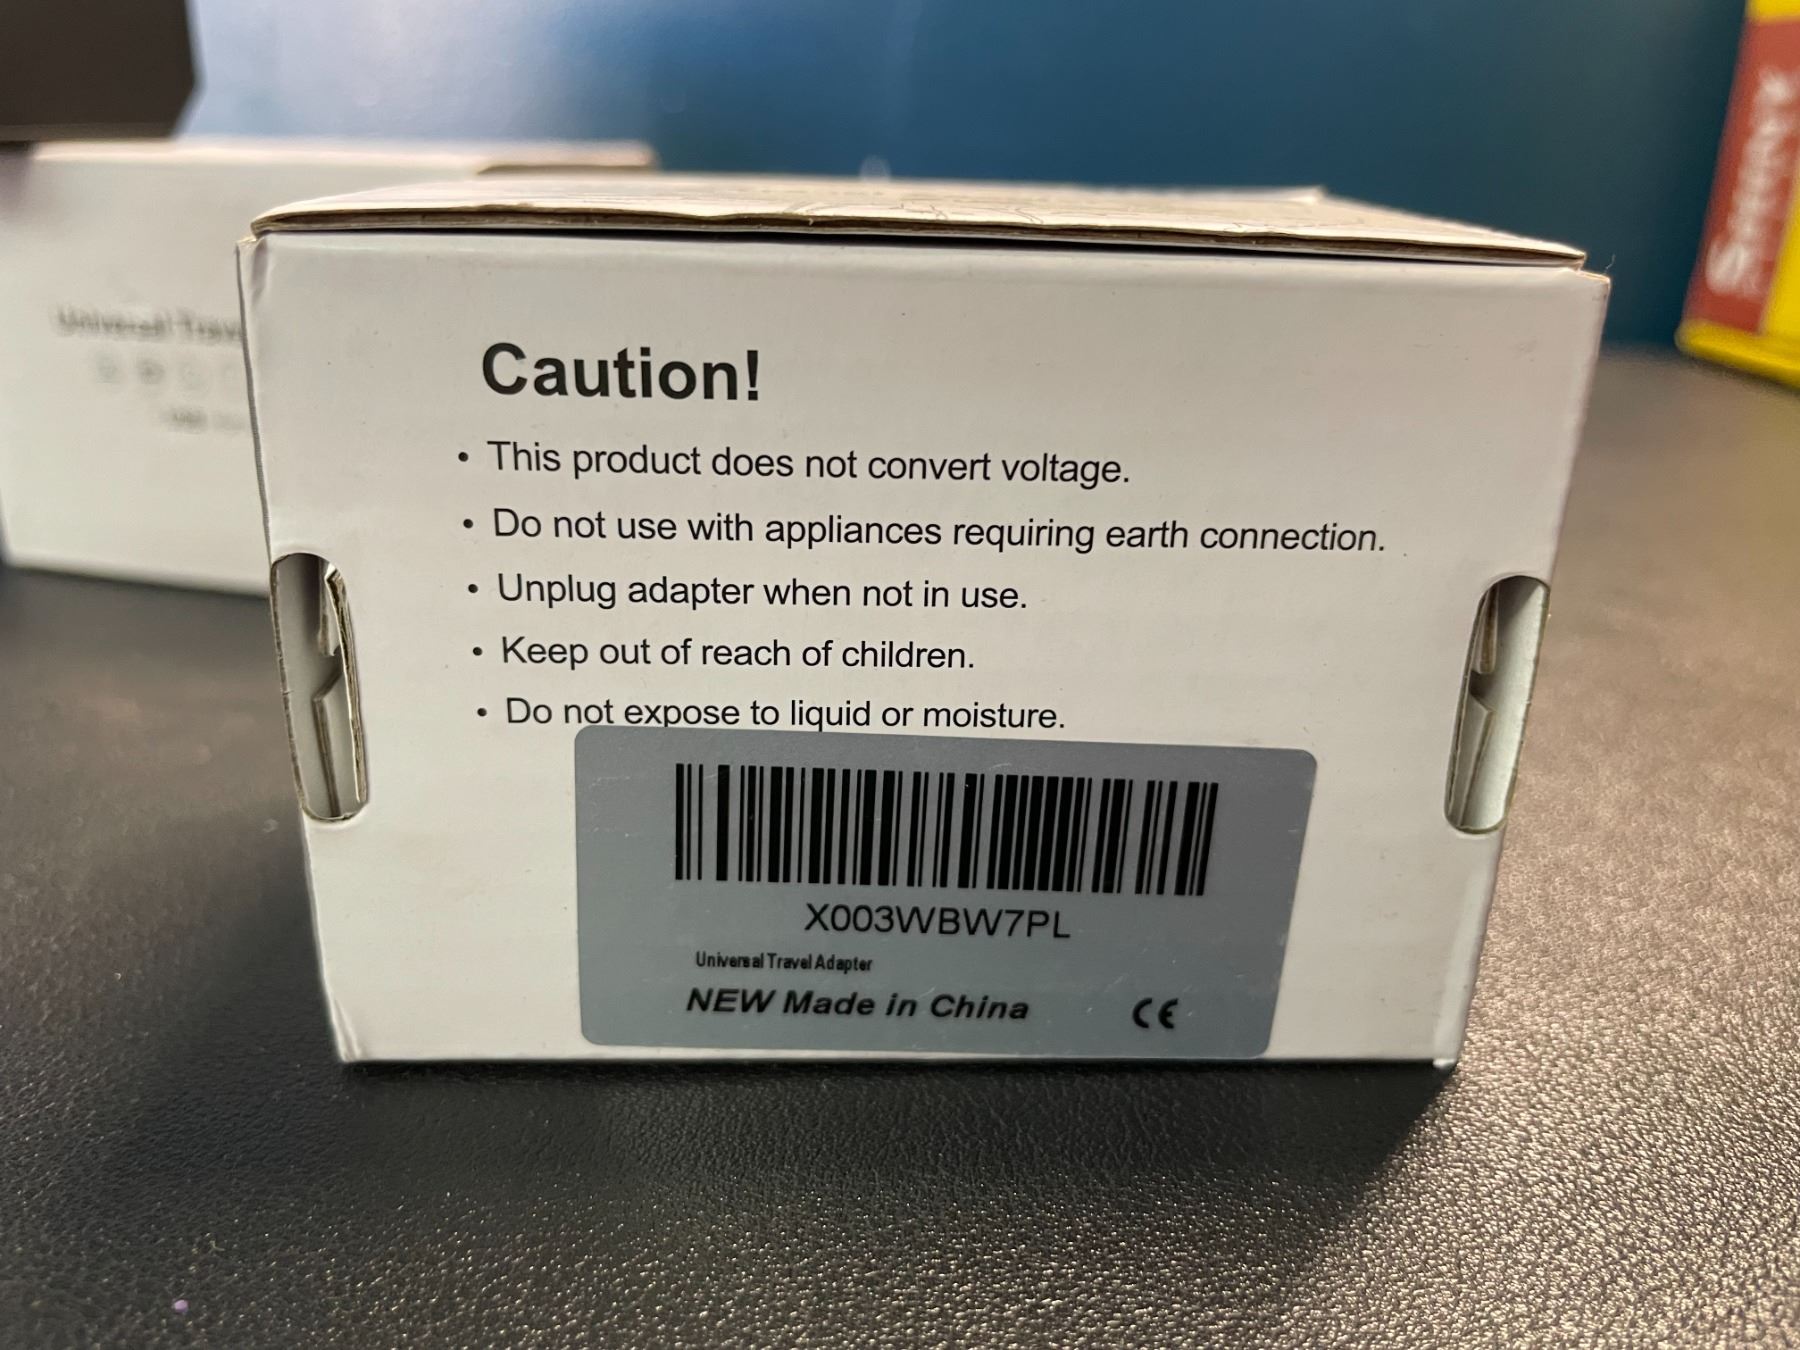 Caution!
• This product does not convert voltage.
• Do not use with appliances requiring earth connection.
• Unplug adapter when not in use.
• Keep out of reach of children.
• Do not expose to liquid or moisture.
X003WBW7PL
Universal Travel Adapter
NEW Made in China CE
Universal